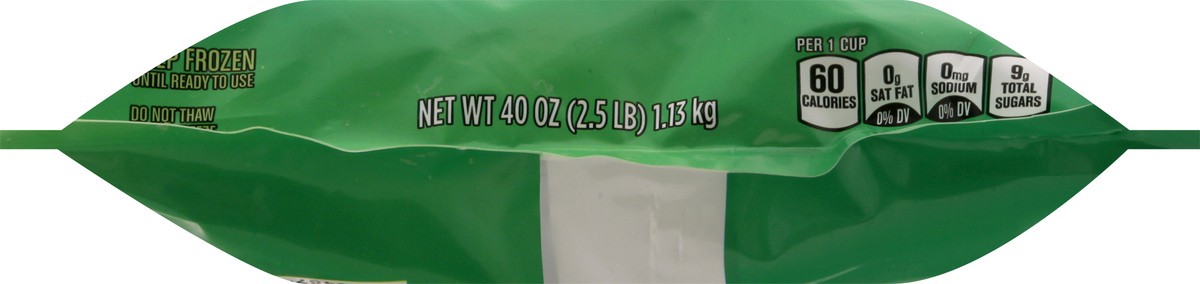 FROZEN
UNTIL READY TO USE
DO NOT THAW
NET WT 40 OZ (2.5 LB) 1.13 kg
PER 1 CUP
60
CALORIES
0g
SAT FAT
0% DV
0mg
SODIUM
0% DV
9g
TOTAL
SUGARS